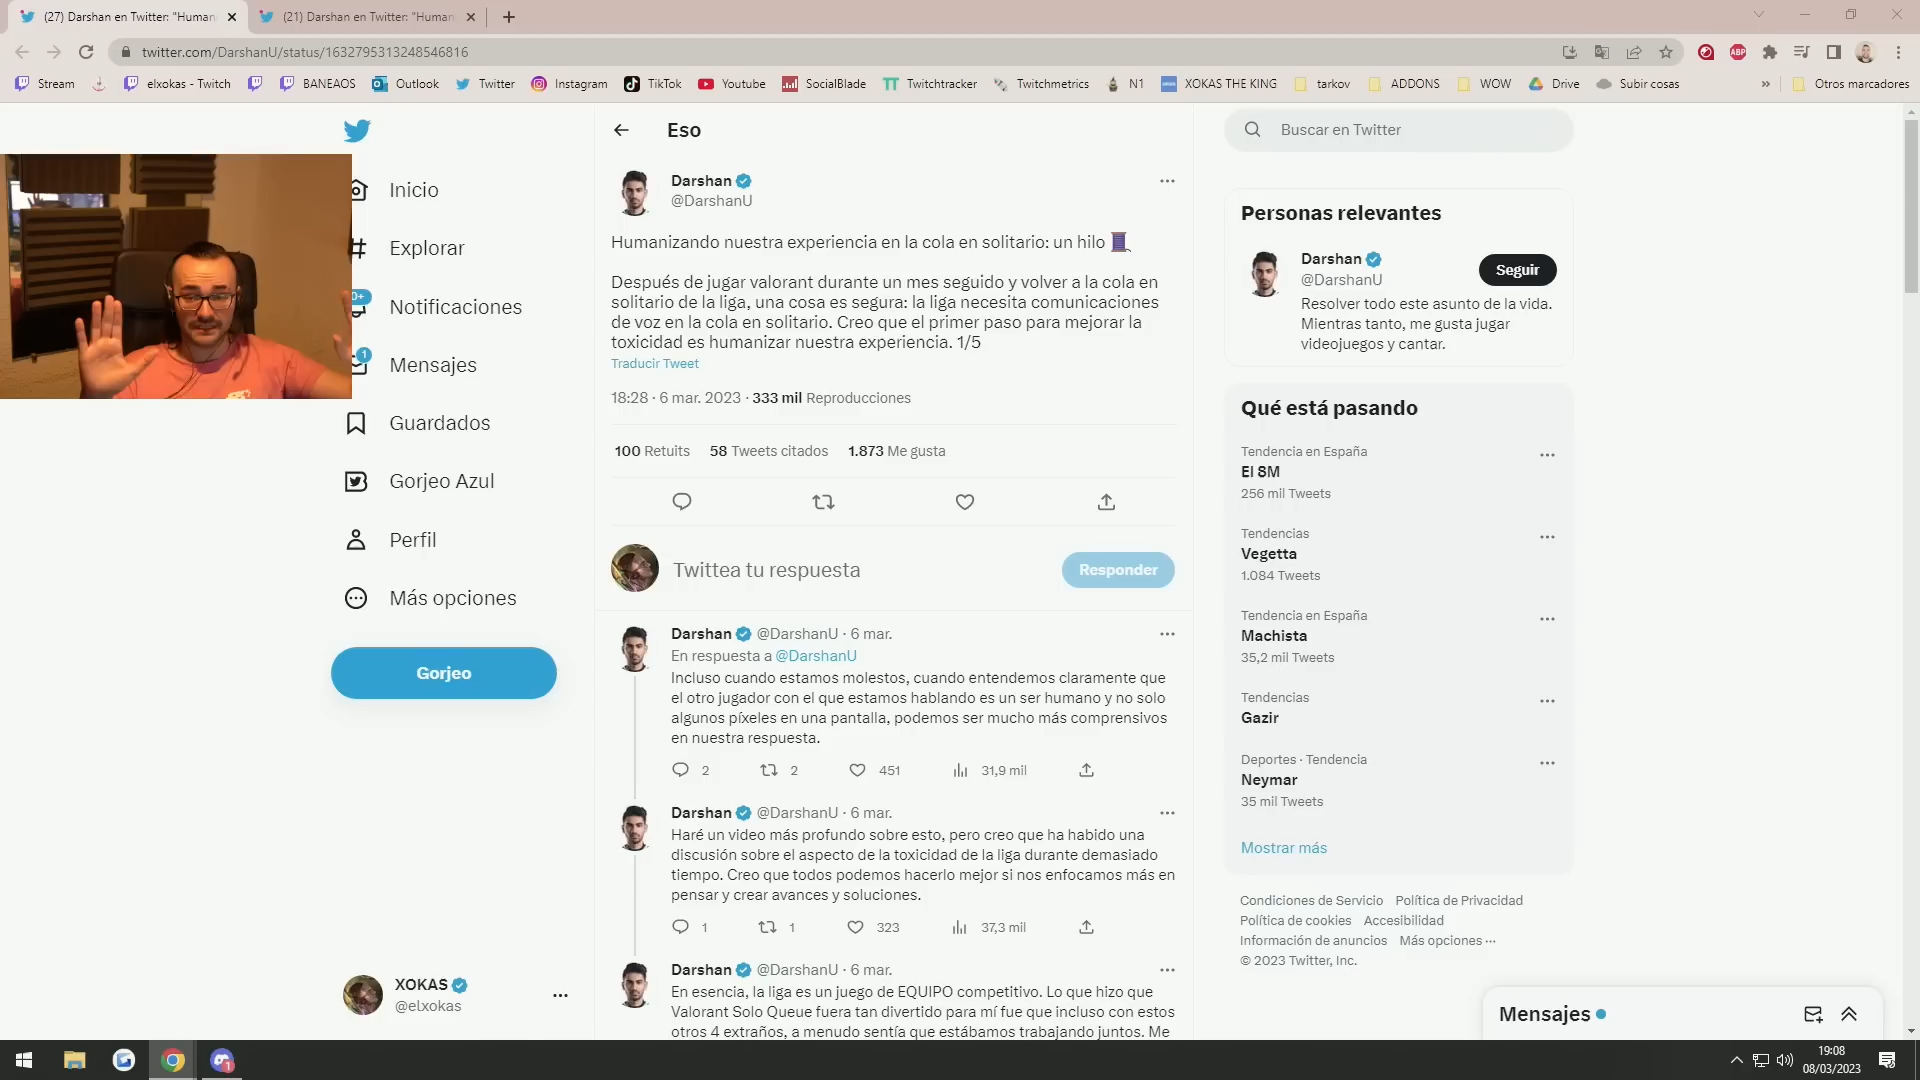 (27) Darshan en Twitter: "Human
(21) Darshan en Twitter: "Human
twitter.com/DarshanU/status/1632795313248546816
ABP
Stream
elxokas - Twitch
BANEAOS
Outlook
Twitter
Instagram
TikTok
Youtube
SocialBlade
Twitchtracker
Twitchmetrics
N1
XOKAS THE KING
tarkov
ADDONS
WOW
Drive
Subir cosas
»
Otros marcadores
Inicio
Explorar
Notificaciones
1
Mensajes
Guardados
Gorjeo Azul
Perfil
Más opciones
Gorjeo
XOKAS
@elxokas
Eso
Darshan
@DarshanU
Humanizando nuestra experiencia en la cola en solitario: un hilo
Después de jugar valorant durante un mes seguido y volver a la cola en
solitario de la liga, una cosa es segura: la liga necesita comunicaciones
de voz en la cola en solitario. Creo que el primer paso para mejorar la
toxicidad es humanizar nuestra experiencia. 1/5
Traducir Tweet
18:28 · 6 mar. 2023 · 333 mil Reproducciones
100 Retuits 58 Tweets citados 1.873 Me gusta
Twittea tu respuesta
Responder
Darshan @DarshanU · 6 mar.
En respuesta a @DarshanU
Incluso cuando estamos molestos, cuando entendemos claramente que
el otro jugador con el que estamos hablando es un ser humano y no solo
algunos píxeles en una pantalla, podemos ser mucho más comprensivos
en nuestra respuesta.
2 2 451 31,9 mil
Darshan @DarshanU · 6 mar.
Haré un video más profundo sobre esto, pero creo que ha habido una
discusión sobre el aspecto de la toxicidad de la liga durante demasiado
tiempo. Creo que todos podemos hacerlo mejor si nos enfocamos más en
pensar y crear avances y soluciones.
1 1 323 37,3 mil
Darshan @DarshanU · 6 mar.
En esencia, la liga es un juego de EQUIPO competitivo. Lo que hizo que
Valorant Solo Queue fuera tan divertido para mí fue que incluso con estos
otros 4 extraños, a menudo sentía que estábamos trabajando juntos. Me
Buscar en Twitter
Personas relevantes
Darshan
@DarshanU
Seguir
Resolver todo este asunto de la vida.
Mientras tanto, me gusta jugar
videojuegos y cantar.
Qué está pasando
Tendencia en España
El 8M
256 mil Tweets
Tendencias
Vegetta
1.084 Tweets
Tendencia en España
Machista
35,2 mil Tweets
Tendencias
Gazir
Deportes · Tendencia
Neymar
35 mil Tweets
Mostrar más
Condiciones de Servicio Política de Privacidad
Política de cookies Accesibilidad
Información de anuncios Más opciones ···
© 2023 Twitter, Inc.
Mensajes
1
19:08
08/03/2023